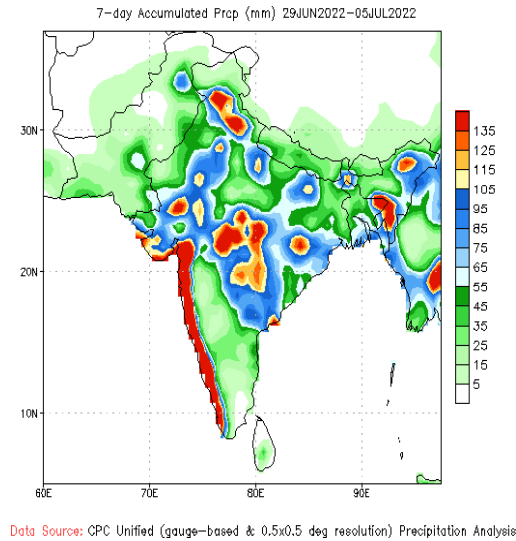 7-day Accumulated Prcp (mm) 29JUN2022-05JUL2022
30N
20N
10N
60E
70E
80E
90E
135
125
115
105
95
85
75
65
55
45
35
25
15
5
Data Source: CPC Unified (gauge-based & 0.5x0.5 deg resolution) Precipitation Analysis